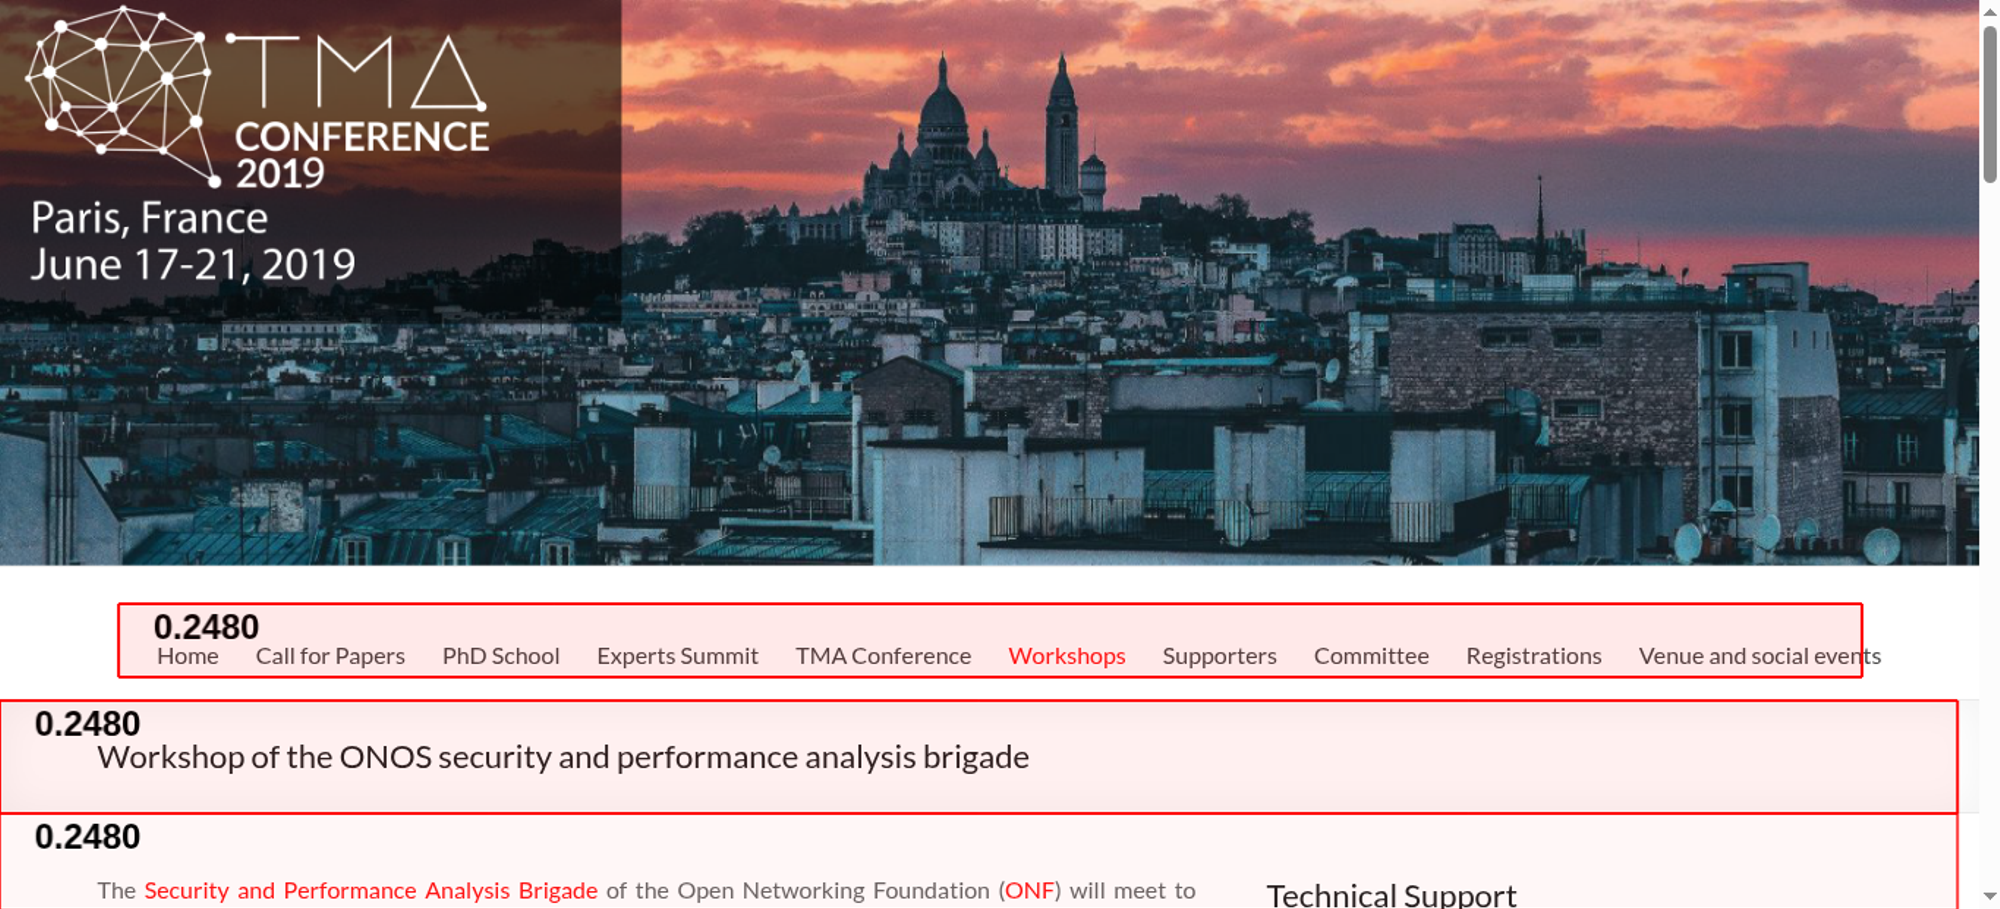 TMA
CONFERENCE
2019
Paris, France
June 17-21, 2019
0.2480
Home Call for Papers PhD School Experts Summit TMA Conference Workshops Supporters Committee Registrations Venue and social events
0.2480
Workshop of the ONOS security and performance analysis brigade
0.2480
The Security and Performance Analysis Brigade of the Open Networking Foundation (ONF) will meet to
Technical Support